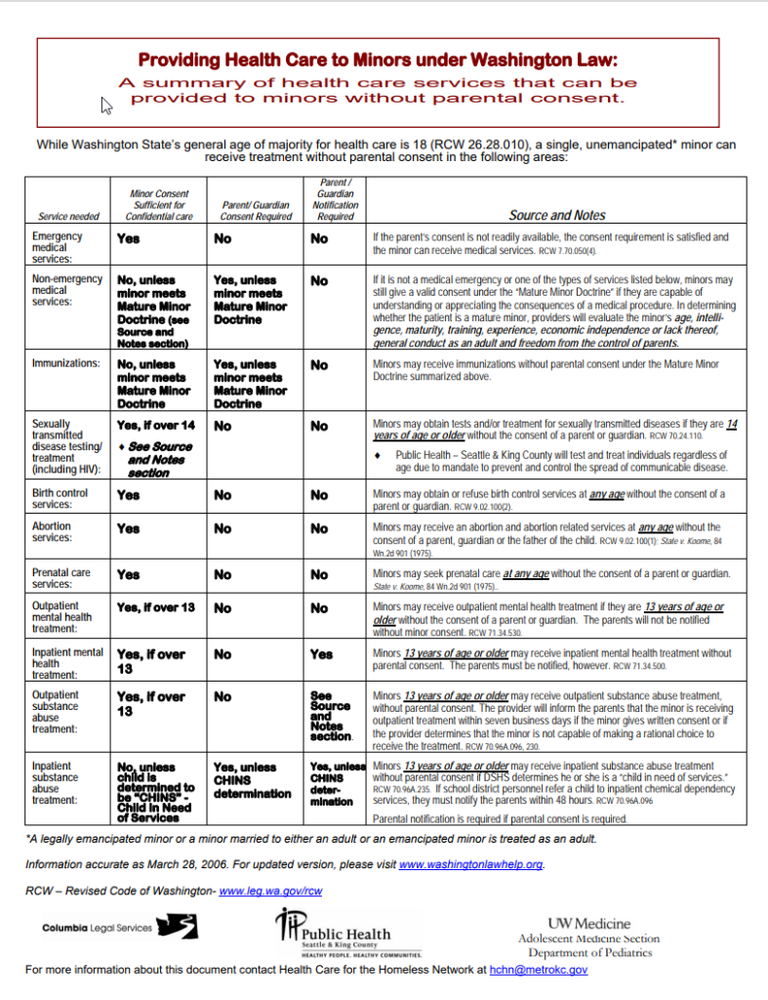 Providing Health Care to Minors under Washington Law:
A summary of health care services that can be
provided to minors without parental consent.
While Washington State's general age of majority for health care is 18 (RCW 26.28.010), a single, unemancipated* minor can
receive treatment without parental consent in the following areas:
Service needed
Minor Consent
Sufficient for
Confidential care
Parent/ Guardian
Consent Required
Parent /
Guardian
Notification
Required
Source and Notes
Emergency
medical
services:
Yes
No
No
If the parent's consent is not readily available, the consent requirement is satisfied and
the minor can receive medical services. RCW 7.70.050(4).
Non-emergency
medical
services:
No, unless
minor meets
Mature Minor
Doctrine (see
Source and
Notes section)
Yes, unless
minor meets
Mature Minor
Doctrine
No
If it is not a medical emergency or one of the types of services listed below, minors may
still give a valid consent under the "Mature Minor Doctrine" if they are capable of
understanding or appreciating the consequences of a medical procedure. In determining
whether the patient is a mature minor, providers will evaluate the minor's age, intelli-
gence, maturity, training, experience, economic independence or lack thereof,
general conduct as an adult and freedom from the control of parents.
Immunizations:
No, unless
minor meets
Mature Minor
Doctrine
Yes, unless
minor meets
Mature Minor
Doctrine
No
Minors may receive immunizations without parental consent under the Mature Minor
Doctrine summarized above.
Sexually
transmitted
disease testing/
treatment
(including HIV):
Yes, if over 14
♦ See Source
and Notes
section
No
No
Minors may obtain tests and/or treatment for sexually transmitted diseases if they are 14
years of age or older without the consent of a parent or guardian. RCW 70.24.110.
♦ Public Health – Seattle & King County will test and treat individuals regardless of
age due to mandate to prevent and control the spread of communicable disease.
Birth control
services:
Yes
No
No
Minors may obtain or refuse birth control services at any age without the consent of a
parent or guardian. RCW 9.02.100(2).
Abortion
services:
Yes
No
No
Minors may receive an abortion and abortion related services at any age without the
consent of a parent, guardian or the father of the child. RCW 9.02.100(1); State v. Koome, 84
Wn.2d 901 (1975).
Prenatal care
services:
Yes
No
No
Minors may seek prenatal care at any age without the consent of a parent or guardian.
State v. Koome, 84 Wn.2d 901 (1975)..
Outpatient
mental health
treatment:
Yes, if over 13
No
No
Minors may receive outpatient mental health treatment if they are 13 years of age or
older without the consent of a parent or guardian. The parents will not be notified
without minor consent. RCW 71.34.530.
Inpatient mental
health
treatment:
Yes, if over
13
No
Yes
Minors 13 years of age or older may receive inpatient mental health treatment without
parental consent. The parents must be notified, however. RCW 71.34.500.
Outpatient
substance
abuse
treatment:
Yes, if over
13
No
See
Source
and
Notes
section.
Minors 13 years of age or older may receive outpatient substance abuse treatment,
without parental consent. The provider will inform the parents that the minor is receiving
outpatient treatment within seven business days if the minor gives written consent or if
the provider determines that the minor is not capable of making a rational choice to
receive the treatment. RCW 70.96A.096, 230.
Inpatient
substance
abuse
treatment:
No, unless
child is
determined to
be "CHINS" -
Child in Need
of Services
Yes, unless
CHINS
determination
Yes, unless
CHINS
deter-
mination
Minors 13 years of age or older may receive inpatient substance abuse treatment
without parental consent if DSHS determines he or she is a "child in need of services."
RCW 70.96A.235. If school district personnel refer a child to inpatient chemical dependency
services, they must notify the parents within 48 hours. RCW 70.96A.096
Parental notification is required if parental consent is required.
*A legally emancipated minor or a minor married to either an adult or an emancipated minor is treated as an adult.
Information accurate as March 28, 2006. For updated version, please visit www.washingtonlawhelp.org.
RCW – Revised Code of Washington- www.leg.wa.gov/rcw
Columbia Legal Services
Public Health
Seattle & King County
HEALTHY PEOPLE. HEALTHY COMMUNITIES.
UW Medicine
Adolescent Medicine Section
Department of Pediatrics
For more information about this document contact Health Care for the Homeless Network at hchn@metrokc.gov